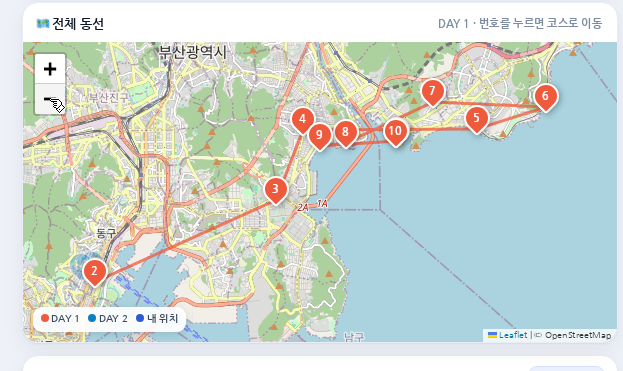 전체 동선
DAY 1 · 번호를 누르면 코스로 이동
부산광역시
+
−
부산진구
7
6
4
9
8
10
5
3
2A
1A
동구
2
DAY 1 DAY 2 내 위치
남구
Leaflet | © OpenStreetMap